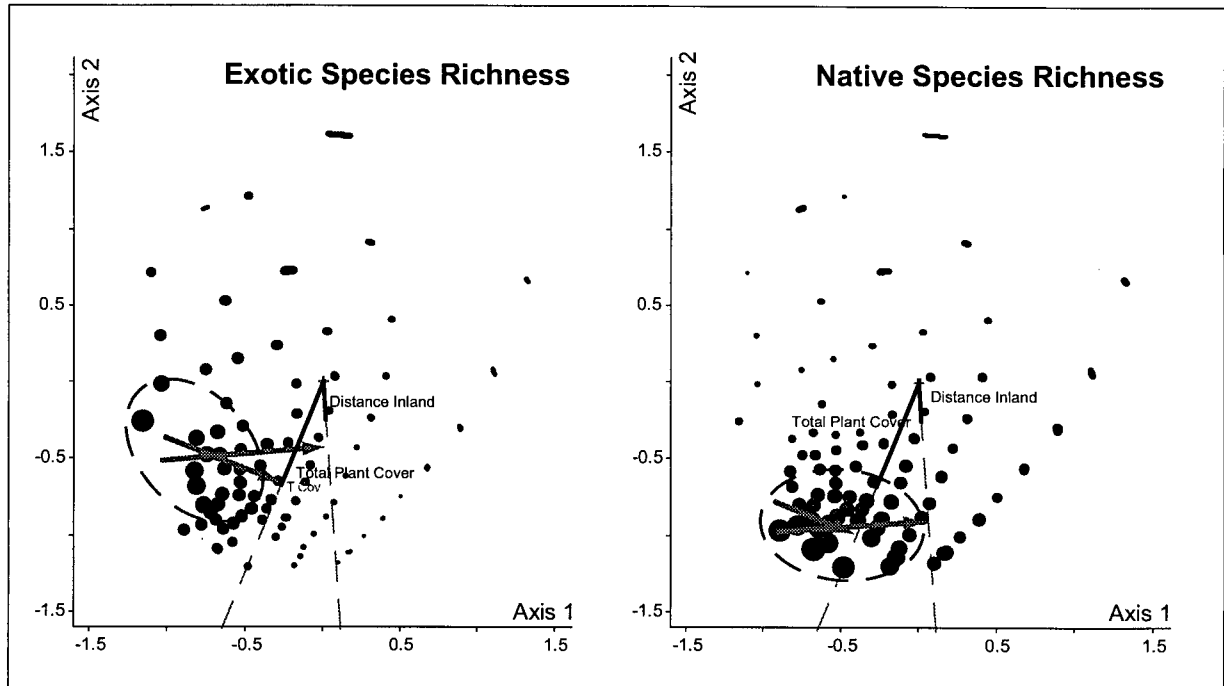 Exotic Species Richness
Axis 2
1.5
0.5
-0.5
-1.5
Distance Inland
Total Plant Cover
T Cov
Axis 1
-1.5
-0.5
0.5
1.5
Native Species Richness
Axis 2
1.5
0.5
-0.5
-1.5
Distance Inland
Total Plant Cover
Axis 1
-1.5
-0.5
0.5
1.5